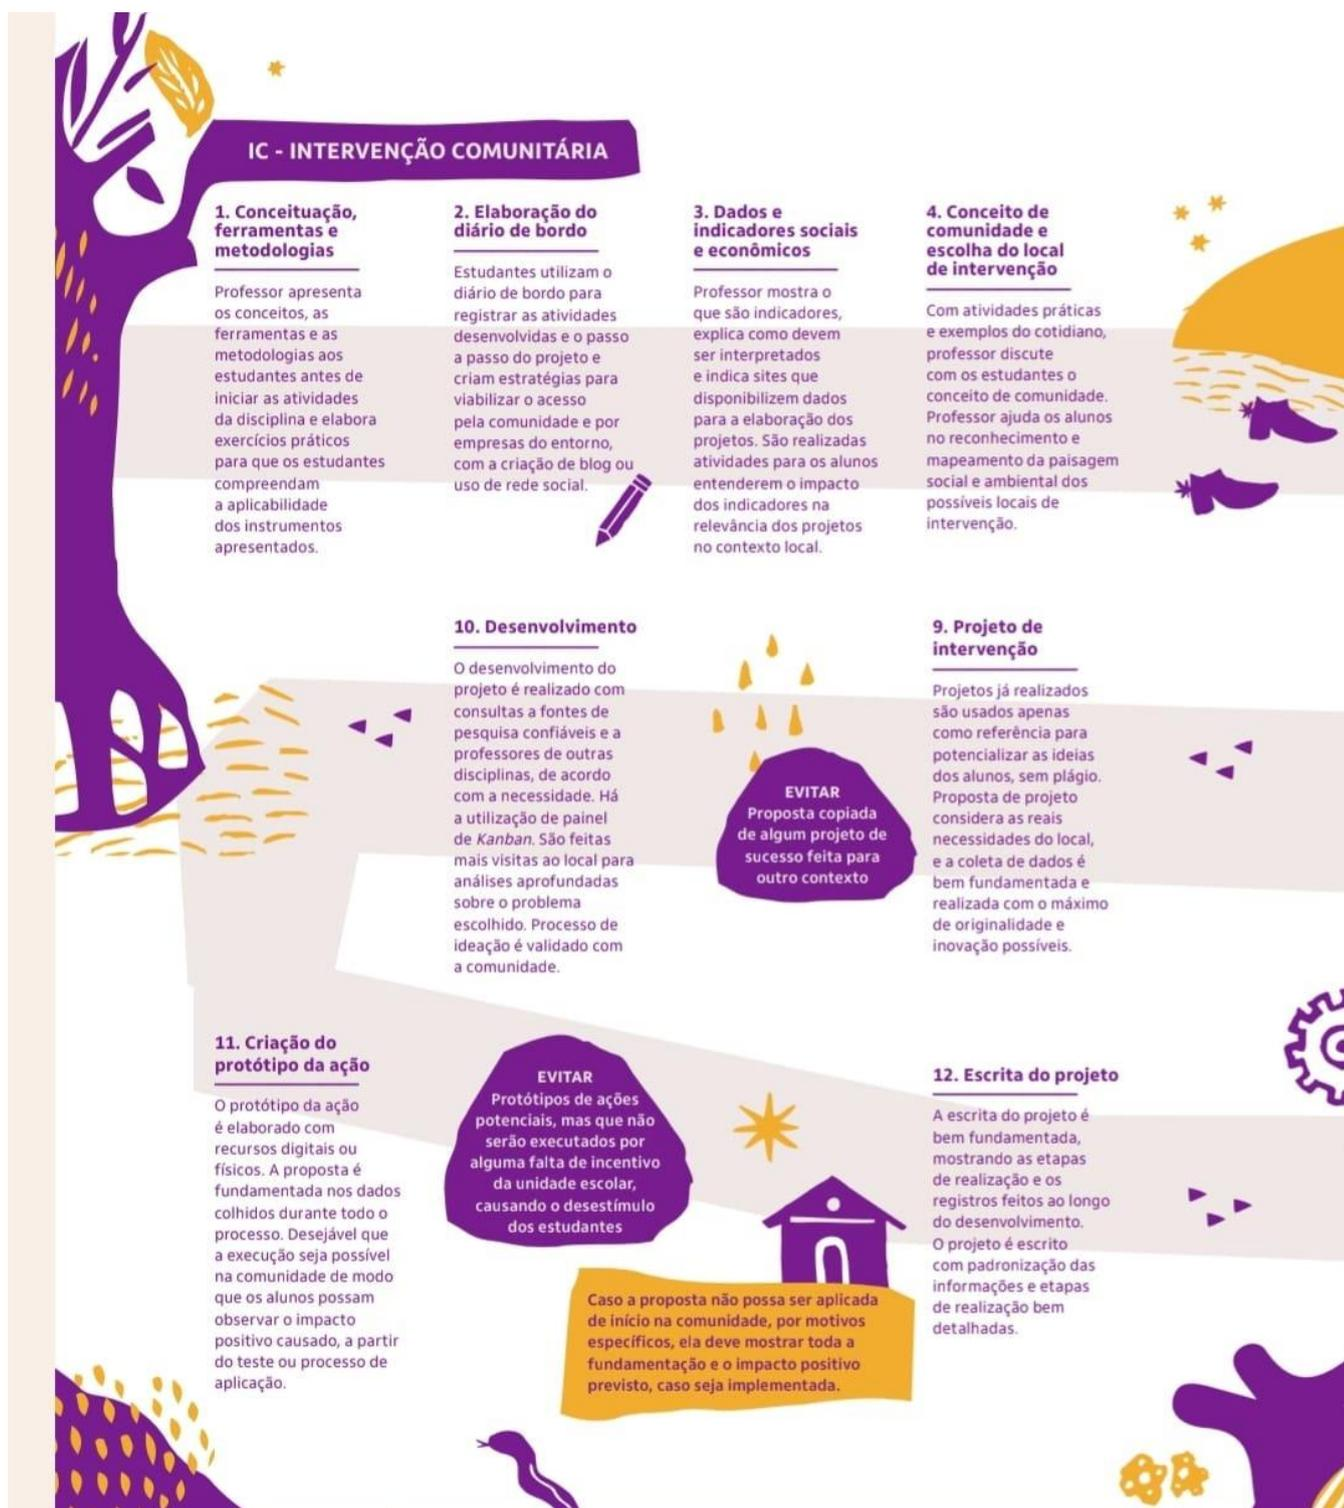 IC - INTERVENÇÃO COMUNITÁRIA
1. Conceituação,
ferramentas e
metodologias
Professor apresenta
os conceitos, as
ferramentas e as
metodologias aos
estudantes antes de
iniciar as atividades
da disciplina e elabora
exercícios práticos
para que os estudantes
compreendam
a aplicabilidade
dos instrumentos
apresentados.
2. Elaboração do
diário de bordo
Estudantes utilizam o
diário de bordo para
registrar as atividades
desenvolvidas e o passo
a passo do projeto e
criam estratégias para
viabilizar o acesso
pela comunidade e por
empresas do entorno,
com a criação de blog ou
uso de rede social.
3. Dados e
indicadores sociais
e econômicos
Professor mostra o
que são indicadores,
explica como devem
ser interpretados
e indica sites que
disponibilizem dados
para a elaboração dos
projetos. São realizadas
atividades para os alunos
entenderem o impacto
dos indicadores na
relevância dos projetos
no contexto local.
4. Conceito de
comunidade e
escolha do local
de intervenção
Com atividades práticas
e exemplos do cotidiano,
professor discute
com os estudantes o
conceito de comunidade.
Professor ajuda os alunos
no reconhecimento e
mapeamento da paisagem
social e ambiental dos
possíveis locais de
intervenção.
10. Desenvolvimento
O desenvolvimento do
projeto é realizado com
consultas a fontes de
pesquisa confiáveis e a
professores de outras
disciplinas, de acordo
com a necessidade. Há
a utilização de painel
de Kanban. São feitas
mais visitas ao local para
análises aprofundadas
sobre o problema
escolhido. Processo de
ideação é validado com
a comunidade.
EVITAR
Proposta copiada
de algum projeto de
sucesso feita para
outro contexto
9. Projeto de
intervenção
Projetos já realizados
são usados apenas
como referência para
potencializar as ideias
dos alunos, sem plágio.
Proposta de projeto
considera as reais
necessidades do local,
e a coleta de dados é
bem fundamentada e
realizada com o máximo
de originalidade e
inovação possíveis.
11. Criação do
protótipo da ação
O protótipo da ação
é elaborado com
recursos digitais ou
físicos. A proposta é
fundamentada nos dados
colhidos durante todo o
processo. Desejável que
a execução seja possível
na comunidade de modo
que os alunos possam
observar o impacto
positivo causado, a partir
do teste ou processo de
aplicação.
EVITAR
Protótipos de ações
potenciais, mas que não
serão executados por
alguma falta de incentivo
da unidade escolar,
causando o desestímulo
dos estudantes
Caso a proposta não possa ser aplicada
de início na comunidade, por motivos
específicos, ela deve mostrar toda a
fundamentação e o impacto positivo
previsto, caso seja implementada.
12. Escrita do projeto
A escrita do projeto é
bem fundamentada,
mostrando as etapas
de realização e os
registros feitos ao longo
do desenvolvimento.
O projeto é escrito
com padronização das
informações e etapas
de realização bem
detalhadas.